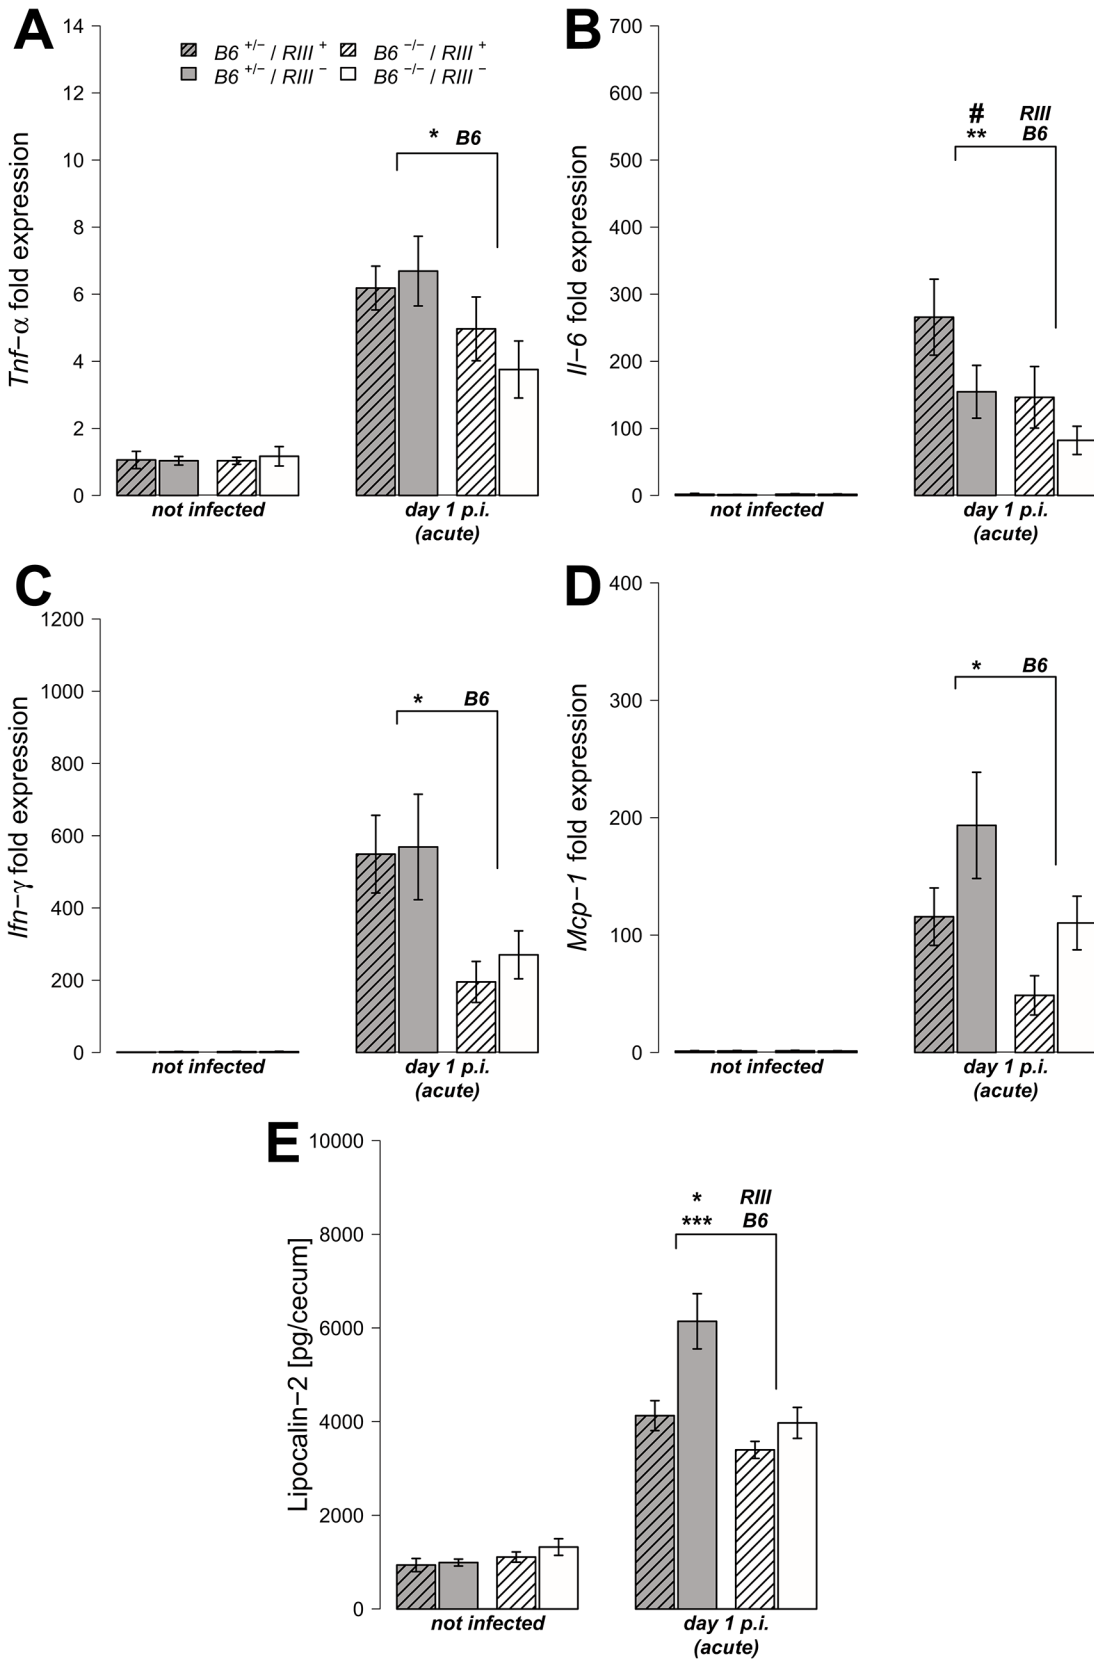 A
14
12
10
8
6
4
2
0
Tnf−α fold expression
B6 +/− / RIII + B6 −/− / RIII +
B6 +/− / RIII − B6 −/− / RIII −
* B6
not infected
day 1 p.i.
(acute)
B
700
600
500
400
300
200
100
0
Il−6 fold expression
# RIII
** B6
not infected
day 1 p.i.
(acute)
C
1200
1000
800
600
400
200
0
Ifn−γ fold expression
* B6
not infected
day 1 p.i.
(acute)
D
400
300
200
100
0
Mcp−1 fold expression
* B6
not infected
day 1 p.i.
(acute)
E
10000
8000
6000
4000
2000
0
Lipocalin−2 [pg/cecum]
* RIII
*** B6
not infected
day 1 p.i.
(acute)